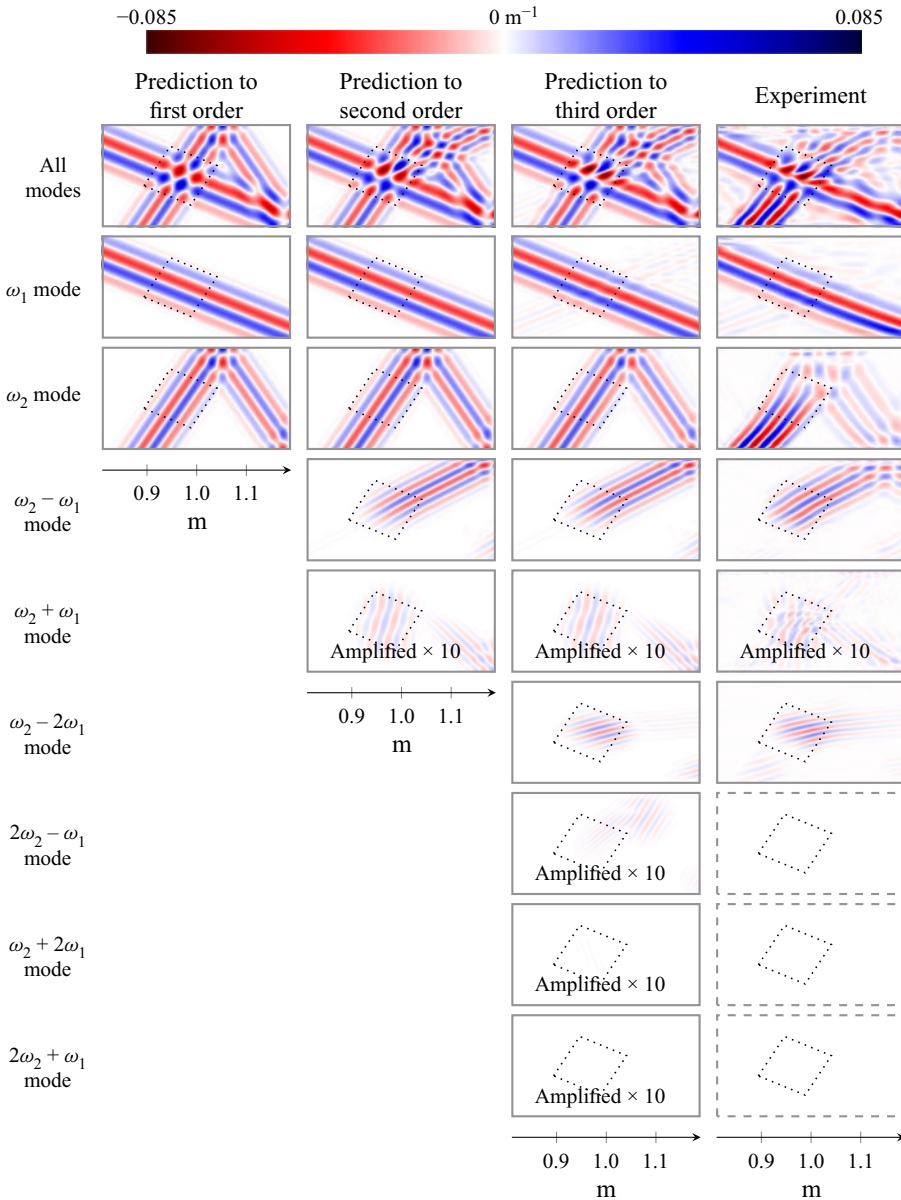 −0.085
0 m⁻¹
0.085
Prediction to
first order
Prediction to
second order
Prediction to
third order
Experiment
All
modes
ω₁ mode
ω₂ mode
0.9 1.0 1.1
m
ω₂ − ω₁
mode
ω₂ + ω₁
mode
Amplified × 10
Amplified × 10
Amplified × 10
0.9 1.0 1.1
m
ω₂ − 2ω₁
mode
2ω₂ − ω₁
mode
Amplified × 10
ω₂ + 2ω₁
mode
Amplified × 10
2ω₂ + ω₁
mode
Amplified × 10
0.9 1.0 1.1
m
0.9 1.0 1.1
m